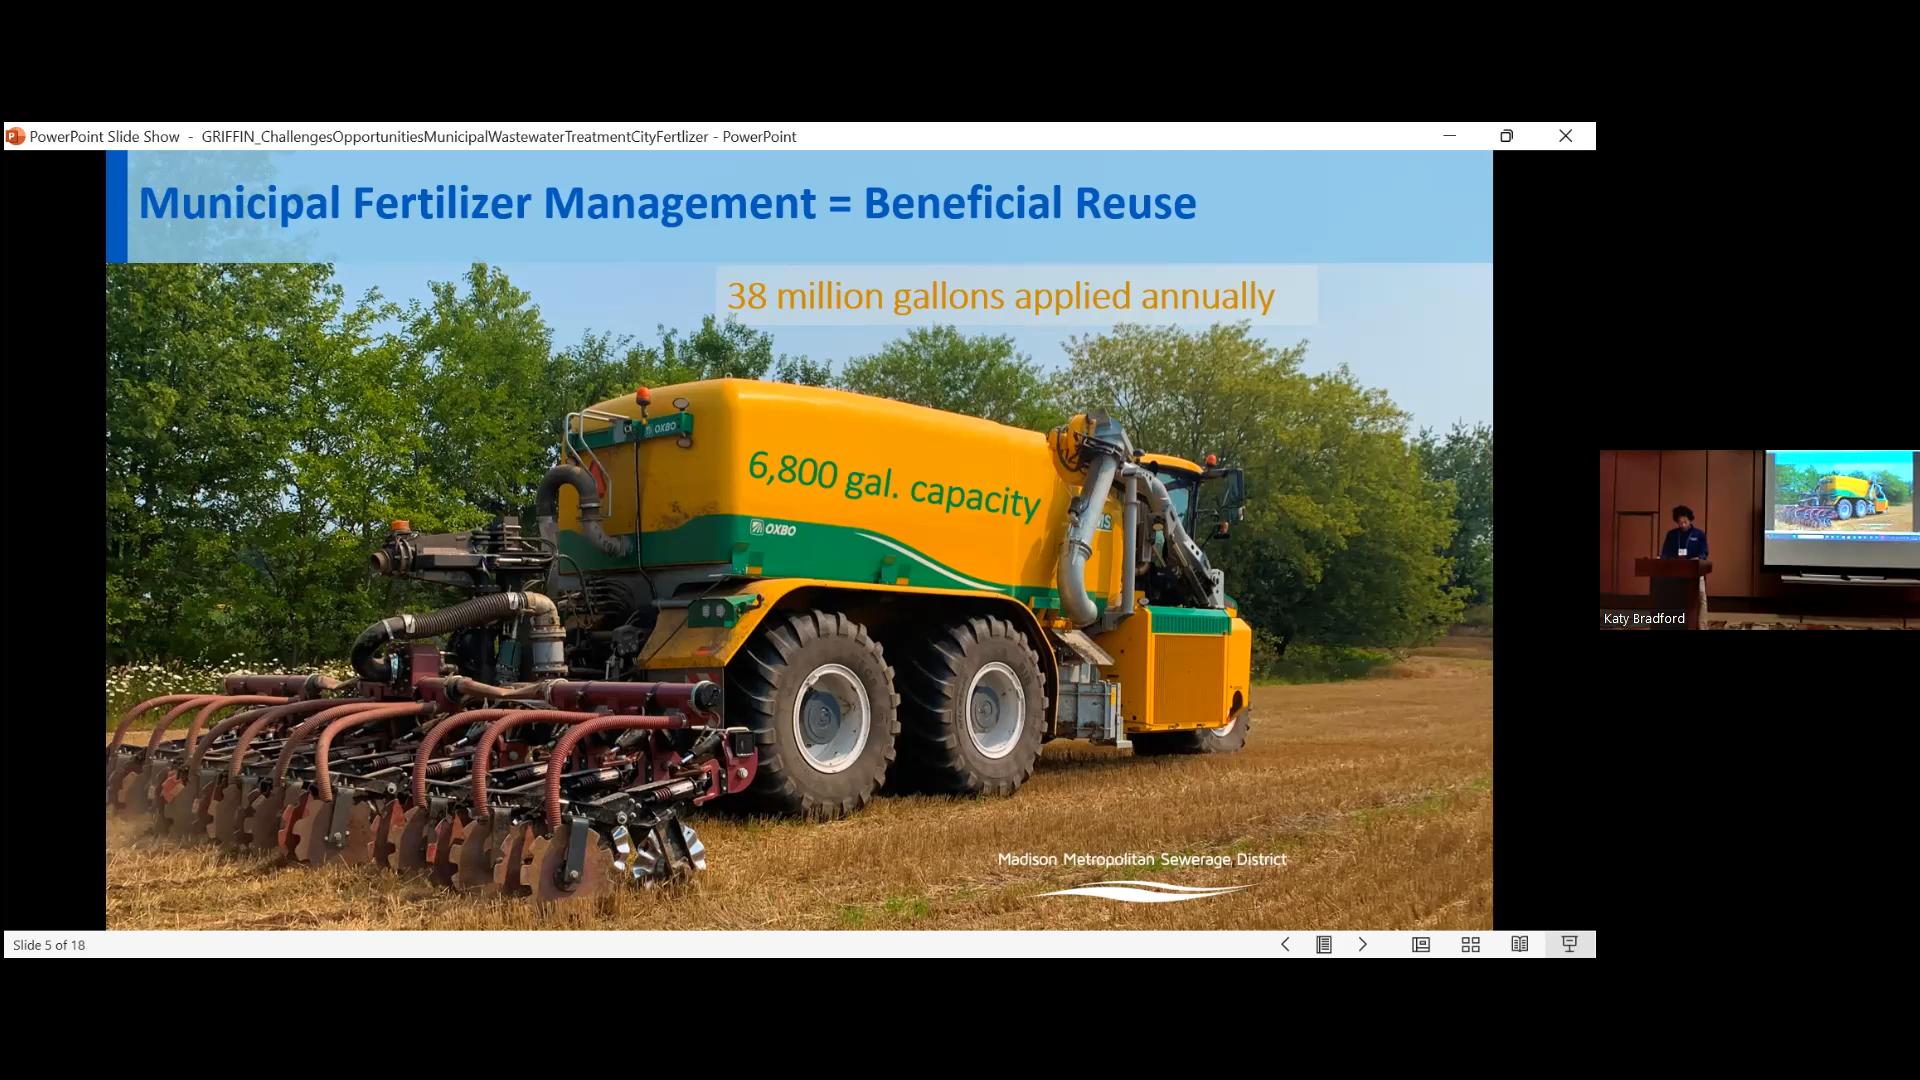 PowerPoint Slide Show - GRIFFIN_ChallengesOpportunitiesMunicipalWastewaterTreatmentCityFertlizer - PowerPoint
Municipal Fertilizer Management = Beneficial Reuse
38 million gallons applied annually
OXBO
6,800 gal. capacity
OXBO
Madison Metropolitan Sewerage District
Katy Bradford
Slide 5 of 18